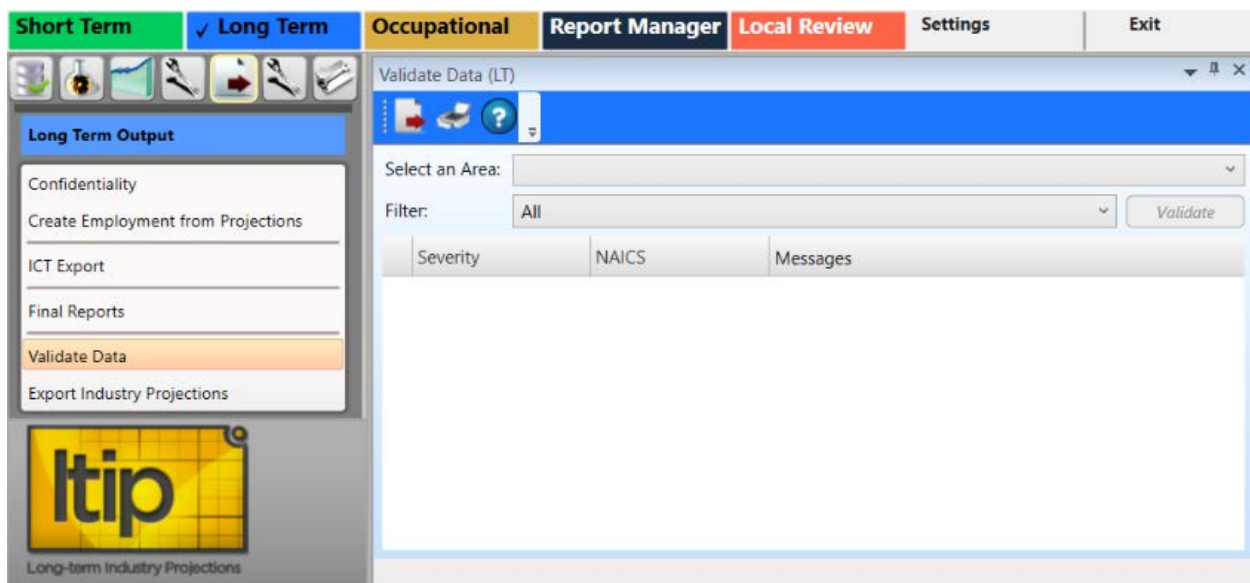 Short Term
✓ Long Term
Occupational
Report Manager
Local Review
Settings
Exit
Long Term Output
Confidentiality
Create Employment from Projections
ICT Export
Final Reports
Validate Data
Export Industry Projections
ltip
Long-term Industry Projections
Validate Data (LT)
?
Select an Area:
Filter: All Validate
Severity NAICS Messages